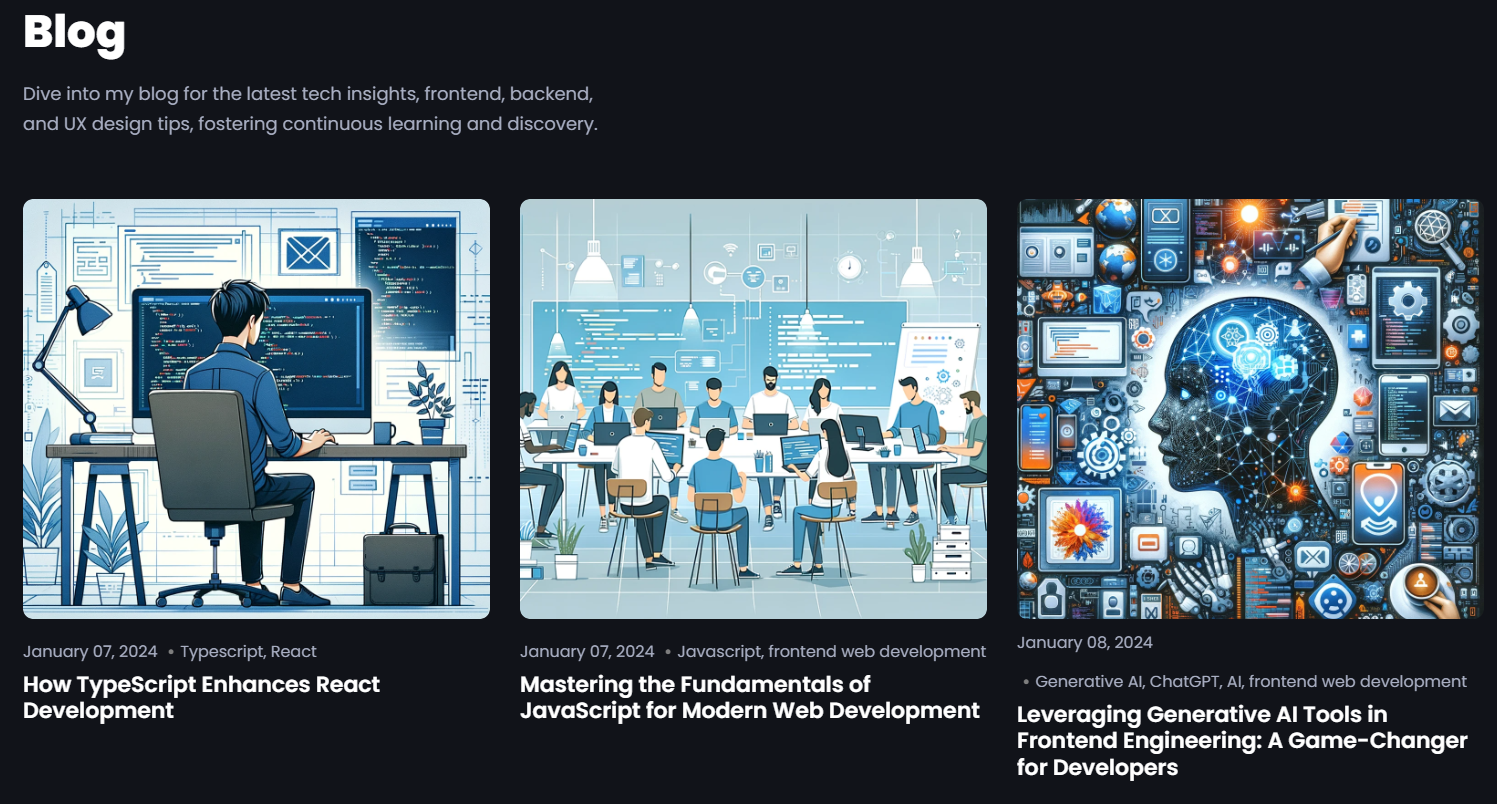 Blog
Dive into my blog for the latest tech insights, frontend, backend,
and UX design tips, fostering continuous learning and discovery.
January 07, 2024 • Typescript, React
How TypeScript Enhances React
Development
January 07, 2024 • Javascript, frontend web development
Mastering the Fundamentals of
JavaScript for Modern Web Development
January 08, 2024
• Generative AI, ChatGPT, AI, frontend web development
Leveraging Generative AI Tools in
Frontend Engineering: A Game-Changer
for Developers